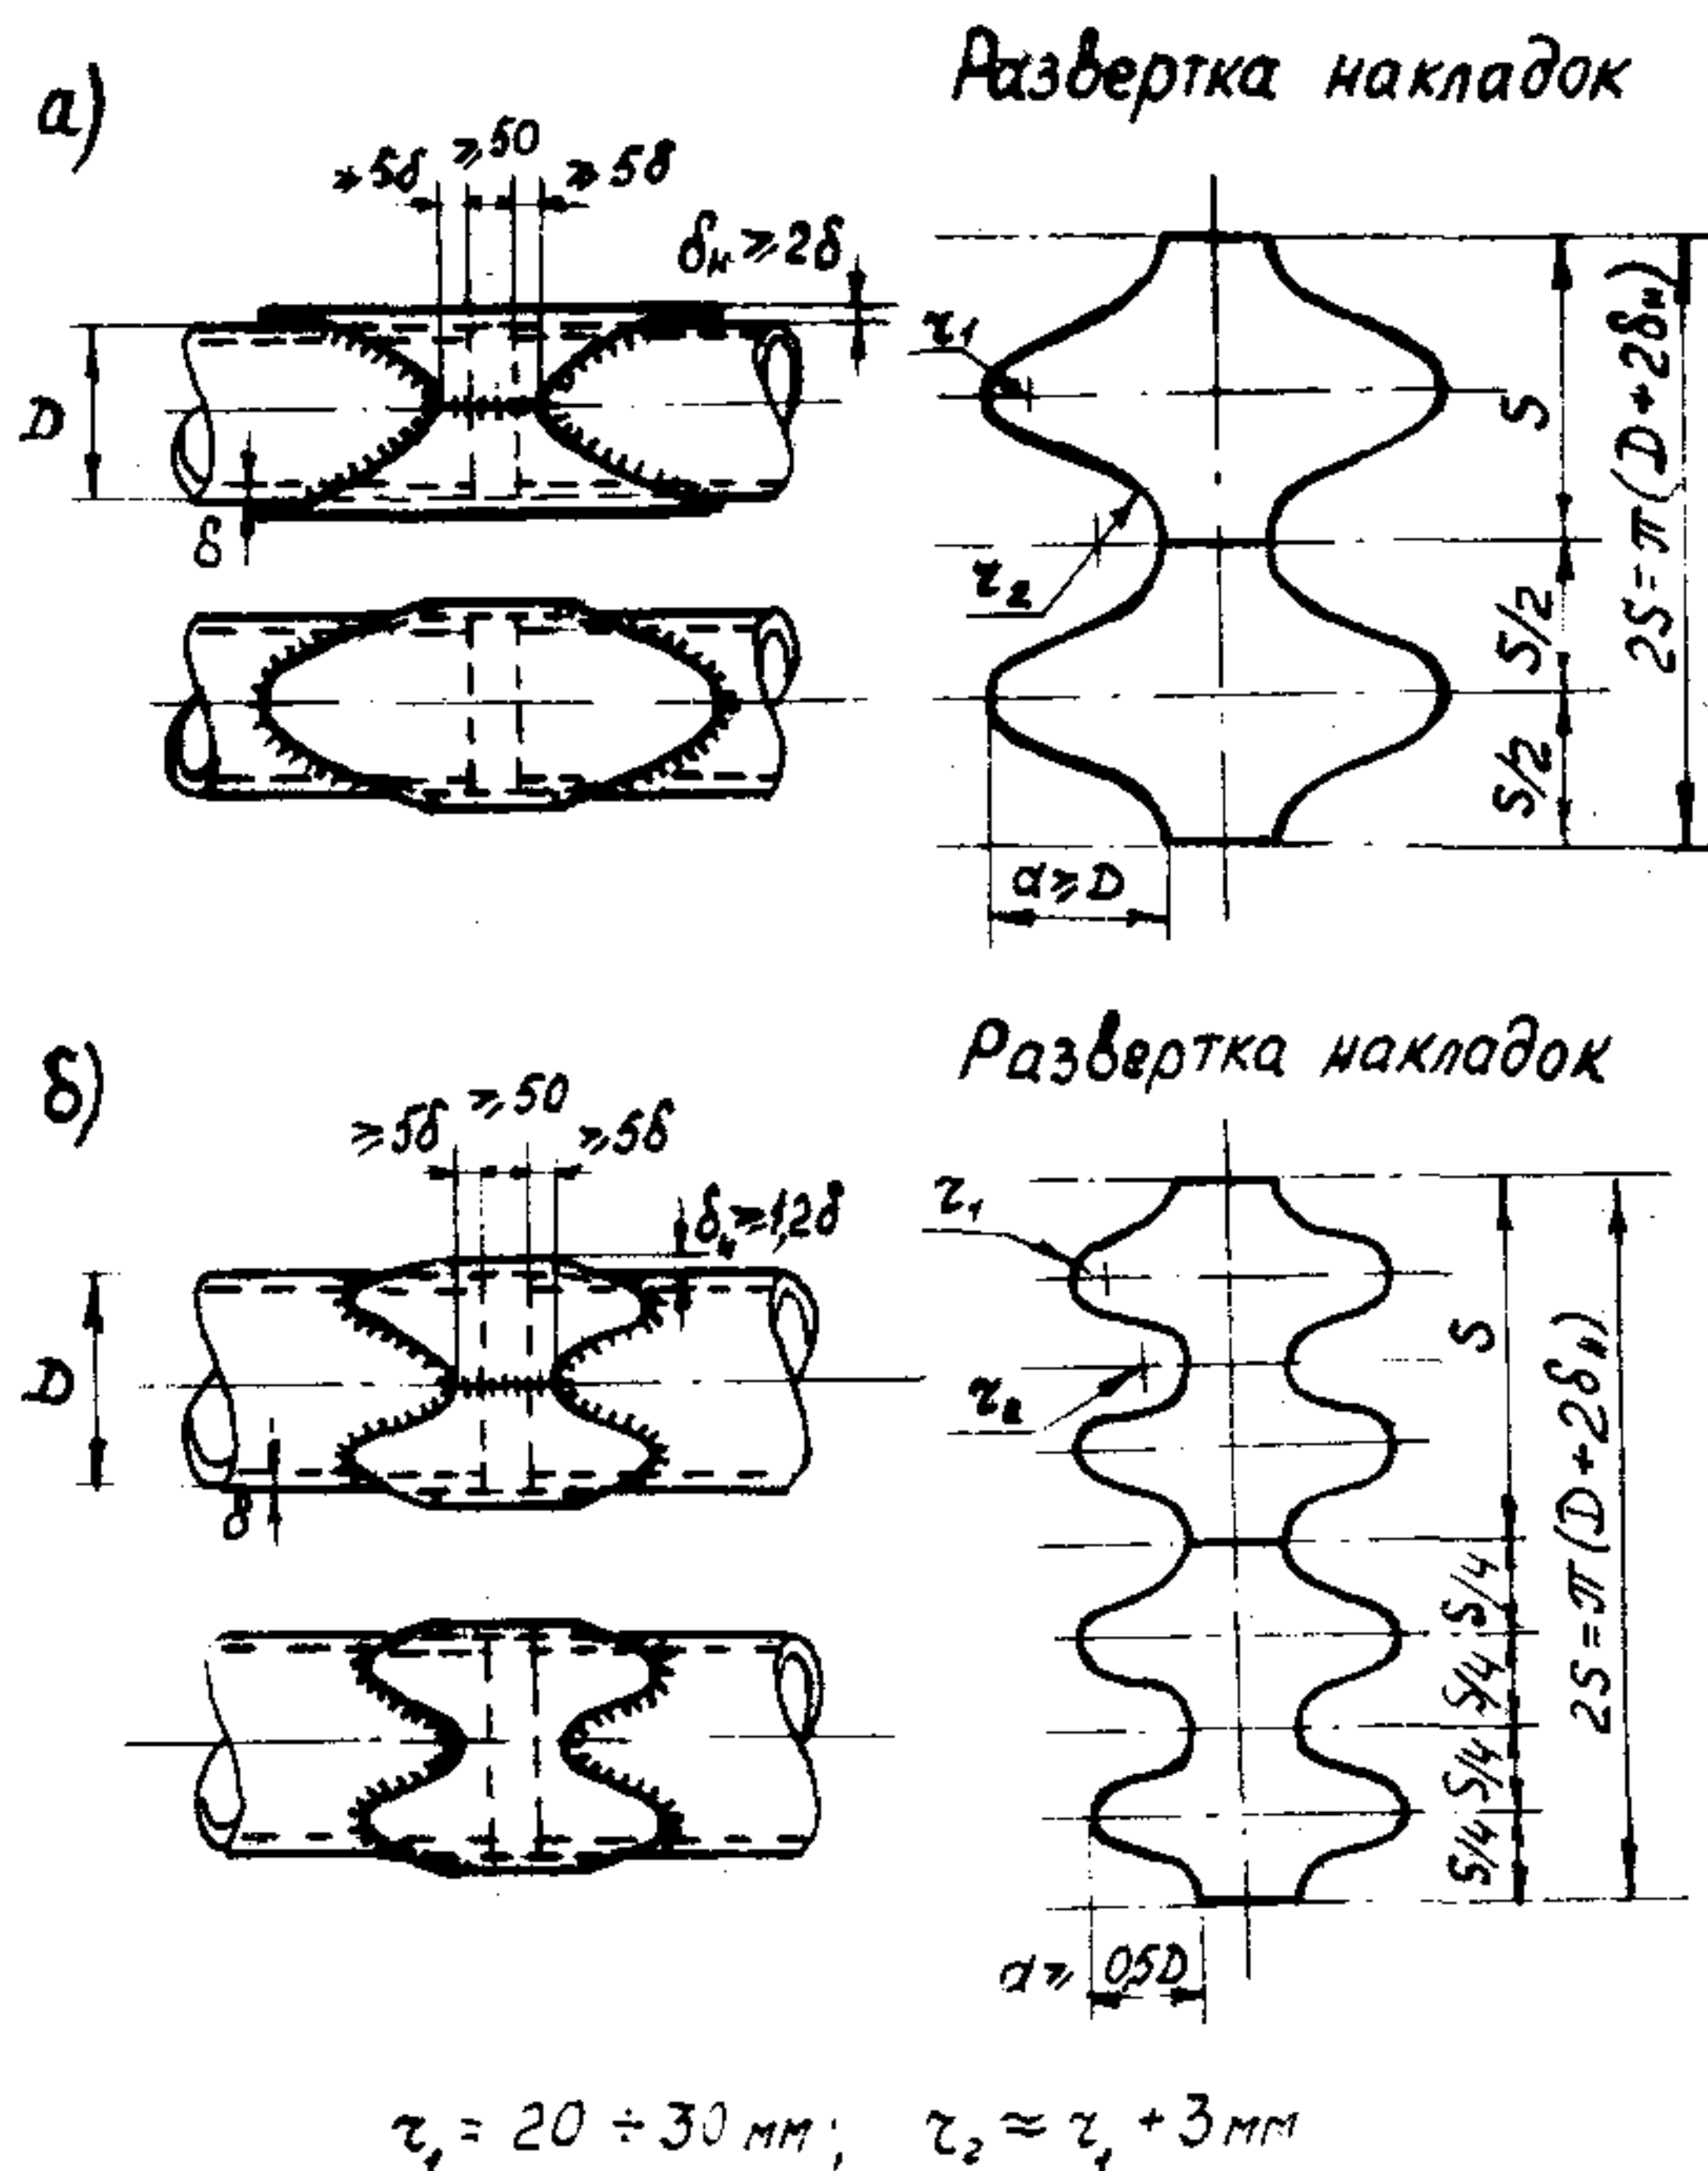 а)
Развертка накладок
≥5δ
≥50
≥5δ
δн≥2δ
D
δ
r₁
r₂
S
S/2
S/2
2S=π(D+2δн)
a≥D
б)
Развертка накладок
≥5δ
≥50
≥5δ
δн≥1,2δ
D
δ
r₁
r₂
S
S/4
S/4
S/4
S/4
2S=π(D+2δн)
a≥ 0,5D
r₁ = 20 ÷ 30 мм; r₂ ≈ r₁ + 3 мм